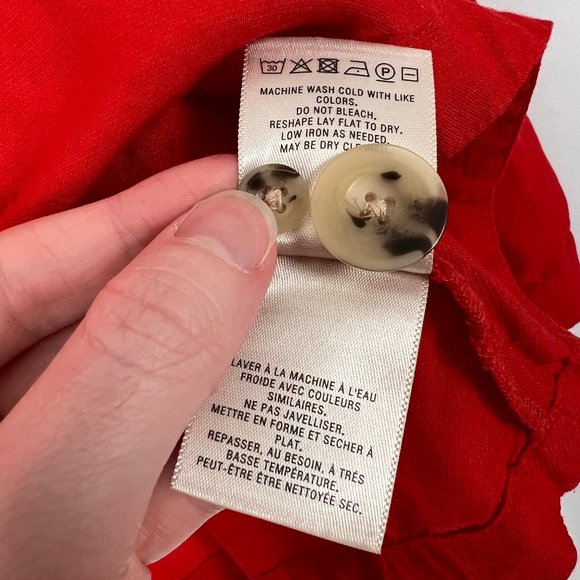 30 P
MACHINE WASH COLD WITH LIKE
COLORS.
DO NOT BLEACH.
RESHAPE LAY FLAT TO DRY.
LOW IRON AS NEEDED.
MAY BE DRY
LAVER À LA MACHINE À L'EAU
FROIDE AVEC COULEURS
SIMILAIRES.
NE PAS JAVELLISER.
METTRE EN FORME ET SECHER À
PLAT.
REPASSER, AU BESOIN, À TRÉS
BASSE TEMPÉRATURE.
PEUT-ÊTRE ÊTRE NETTOYÉE SEC.